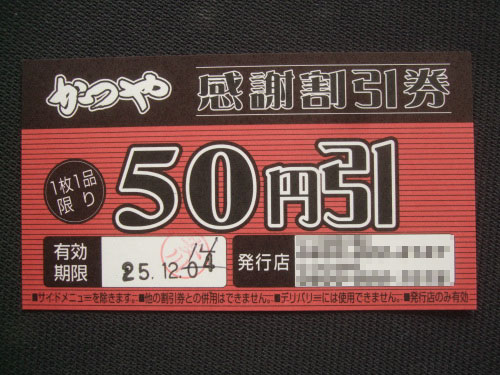 かつや 感謝割引券
1枚1品限り
50円引
有効期限 25.12.04 14
発行店
■サイドメニューを除きます。■他の割引券との併用はできません。■デリバリーには使用できません。■発行店のみ有効